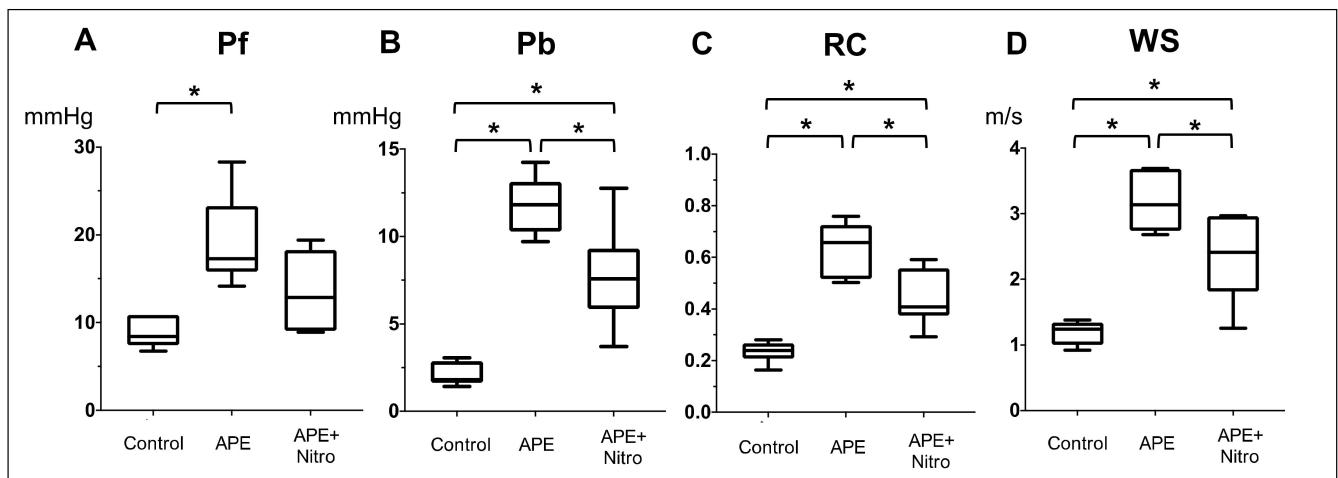 A Pf
B Pb
C RC
D WS
*
* * *
* * *
* *
mmHg
30
20
10
0
Control APE APE+
Nitro
mmHg
15
10
5
0
Control APE APE+
Nitro
1.0
0.8
0.6
0.4
0.2
0.0
Control APE APE+
Nitro
m/s
4
3
2
1
0
Control APE APE+
Nitro